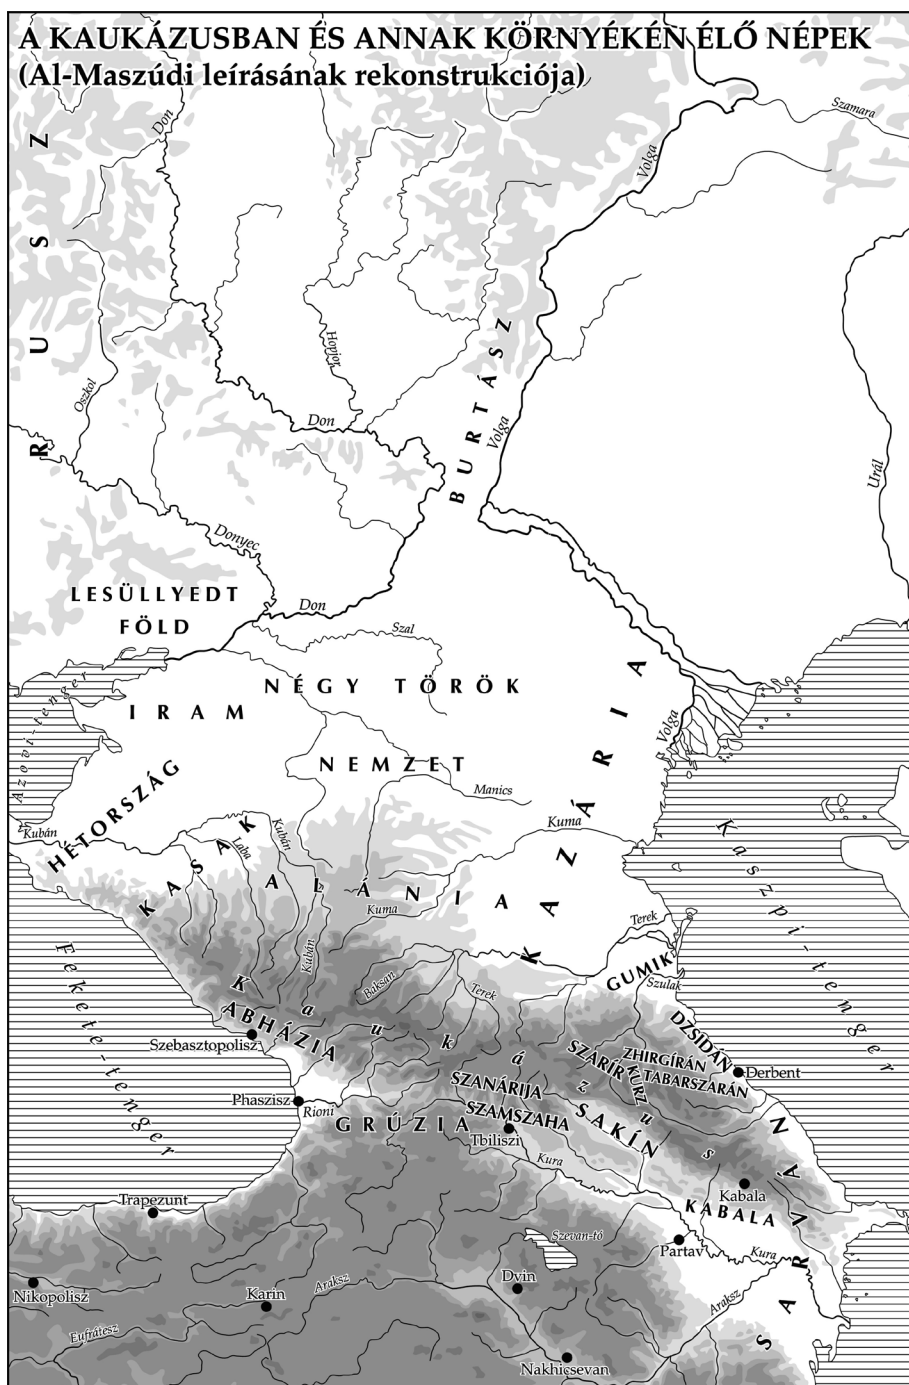 A KAUKÁZUSBAN ÉS ANNAK KÖRNYÉKÉN ÉLŐ NÉPEK
(Al-Maszúdi leírásának rekonstrukciója)
Szamara
Don
Volga
RUSZ
Hopjor
BURTÁSZ
Oszkol
Don
Volga
Urál
Donyec
LESÜLLYEDT
FÖLD
Don
Szal
NÉGY TÖRÖK
NEMZET
IRAM
Azovi-tenger
HÉTORSZÁG
Manics
Volga
KAZÁRIA
Kubán
Kuma
Kubán
Laba
KASAK
ALÁNIA
Kuma
Kaszpi-tenger
Terek
Kubán
Fekete-tenger
GUMIK
Baksan
Terek
Szulak
Kaukázus
ABHÁZIA
Szebasztopolisz
DZSIDÁN
SZARÍR
ZHIRGÍRÁN
KURZ
TABARSZARÁN
Derbent
SZANÁRIJA
Phaszisz
Rioni
GRÚZIA
SZAMSZAHA
SAKÍN
Tbiliszi
Kura
Kabala
KABALA
SARVÁN
Trapezunt
Szevan-tó
Partav
Kura
Nikopolisz
Karin
Araksz
Dvin
Araksz
Eufrátesz
Nakhicsevan